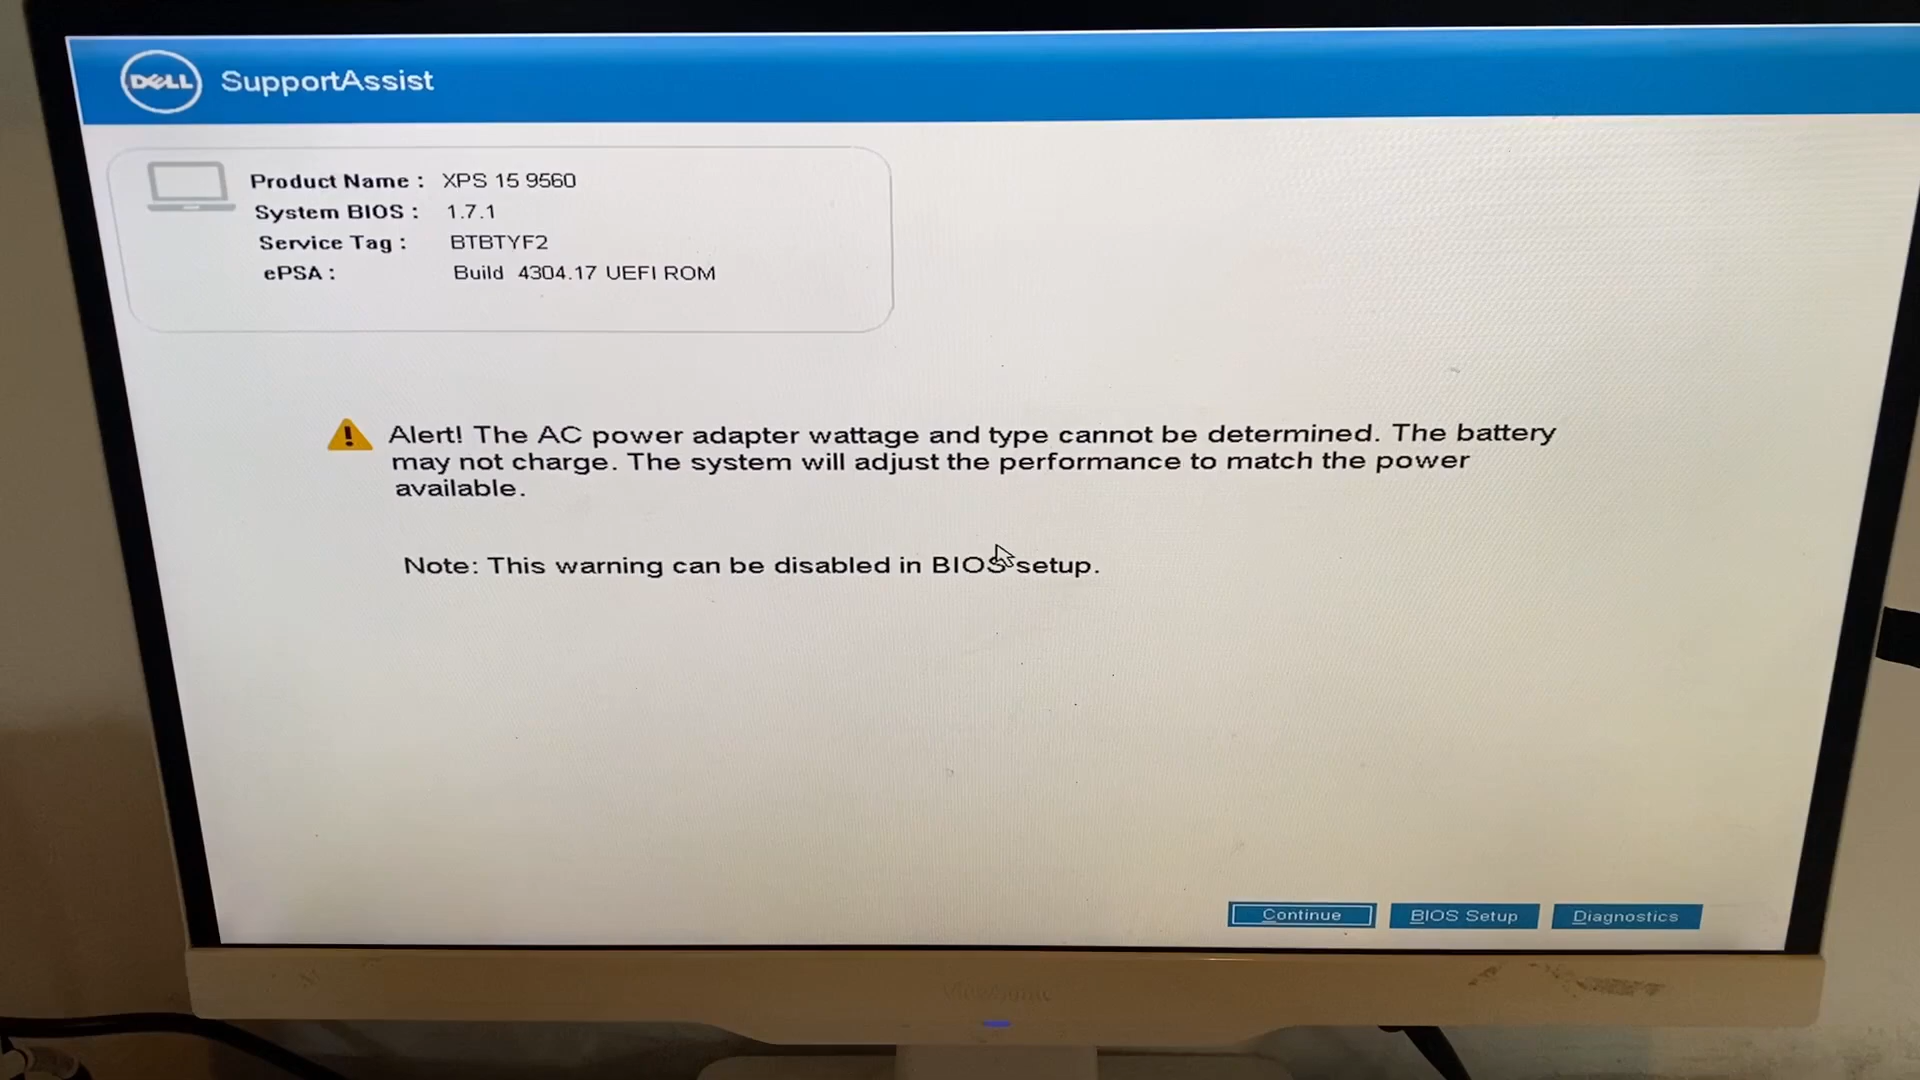 DELL SupportAssist
Product Name : XPS 15 9560
System BIOS : 1.7.1
Service Tag : BTBTYF2
ePSA : Build 4304.17 UEFI ROM
Alert! The AC power adapter wattage and type cannot be determined. The battery
may not charge. The system will adjust the performance to match the power
available.
Note: This warning can be disabled in BIOS setup.
Continue BIOS Setup Diagnostics
ViewSonic